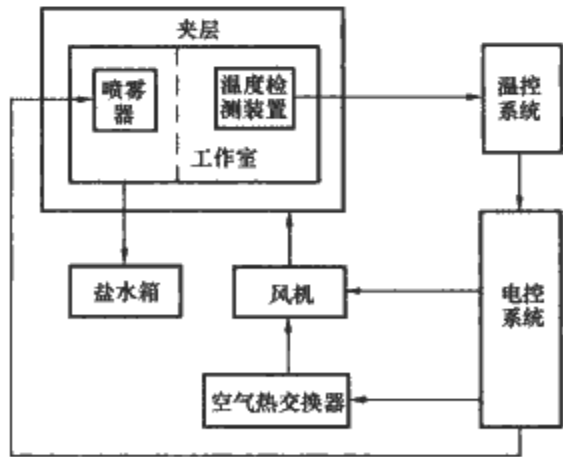 夹层
喷雾
器
温度检
测装置
工作室
温控
系统
盐水箱
风机
电控
系统
空气热交换器